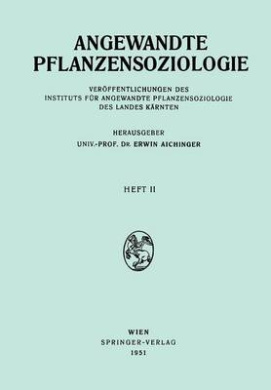 ANGEWANDTE
PFLANZENSOZIOLOGIE
VERÖFFENTLICHUNGEN DES
INSTITUTS FÜR ANGEWANDTE PFLANZENSOZIOLOGIE
DES LANDES KÄRNTEN
HERAUSGEBER
UNIV.-PROF. DR. ERWIN AICHINGER
HEFT II
WIEN
SPRINGER-VERLAG
1951